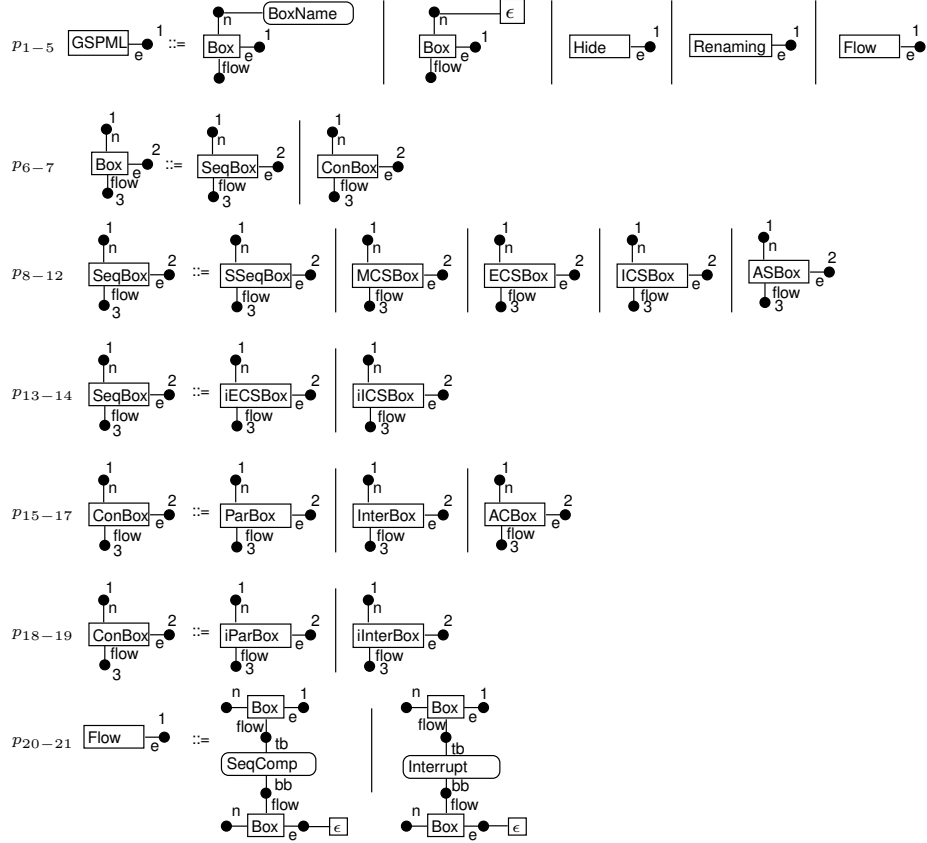 1 BoxName ϵ
n n
p1−5 GSPML e 1 ::= Box e 1 Box e 1 Hide e 1 Renaming e 1 Flow e 1
flow flow
1 1 1
n n n
p6−7 Box e 2 ::= SeqBox e 2 ConBox e 2
flow flow flow
3 3 3
1 1 1 1 1 1
n n n n n n
p8−12 SeqBox e 2 ::= SSeqBox e 2 MCSBox e 2 ECSBox e 2 ICSBox e 2 ASBox e 2
flow flow flow flow flow flow
3 3 3 3 3 3
1 1 1
n n n
p13−14 SeqBox e 2 ::= iECSBox e 2 iICSBox e 2
flow flow flow
3 3 3
1 1 1 1
n n n n
p15−17 ConBox e 2 ::= ParBox e 2 InterBox e 2 ACBox e 2
flow flow flow flow
3 3 3 3
1 1 1
n n n
p18−19 ConBox e 2 ::= iParBox e 2 iInterBox e 2
flow flow flow
3 3 3
n Box e 1 n Box e 1
flow flow
p20−21 Flow e 1 ::= tb tb
SeqComp Interrupt
bb bb
flow flow
n Box e ϵ n Box e ϵ